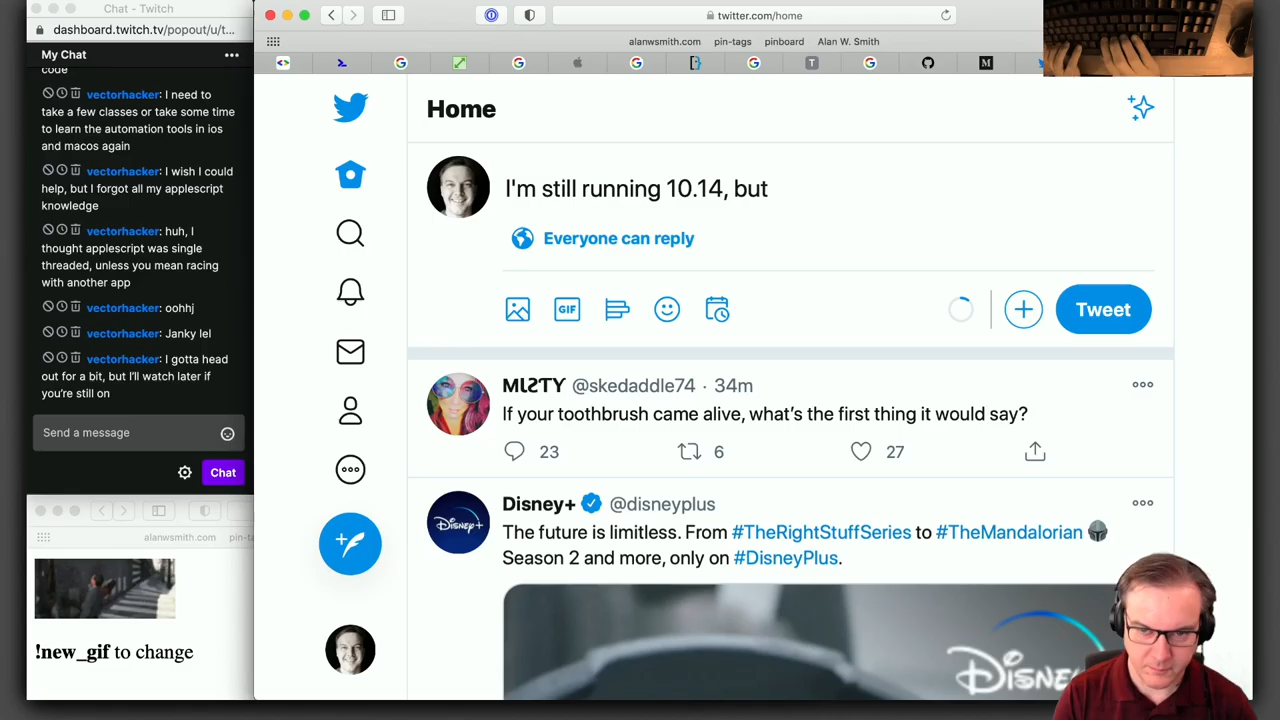 Chat - Twitch
dashboard.twitch.tv/popout/u/t...
My Chat
code
vectorhacker: I need to
take a few classes or take some time
to learn the automation tools in ios
and macos again
vectorhacker: I wish I could
help, but I forgot all my applescript
knowledge
vectorhacker: huh, I
thought applescript was single
threaded, unless you mean racing
with another app
vectorhacker: oohhj
vectorhacker: Janky lel
vectorhacker: I gotta head
out for a bit, but I'll watch later if
you're still on
Send a message
Chat
alanwsmith.com
pin-ta
!new_gif to change
twitter.com/home
alanwsmith.com
pin-tags
pinboard
Alan W. Smith
Home
I'm still running 10.14, but
Everyone can reply
GIF
Tweet
MIƧTY @skedaddle74 · 34m
If your toothbrush came alive, what's the first thing it would say?
23
6
27
Disney+ @disneyplus
The future is limitless. From #TheRightStuffSeries to #TheMandalorian
Season 2 and more, only on #DisneyPlus.
Disney+
Disne